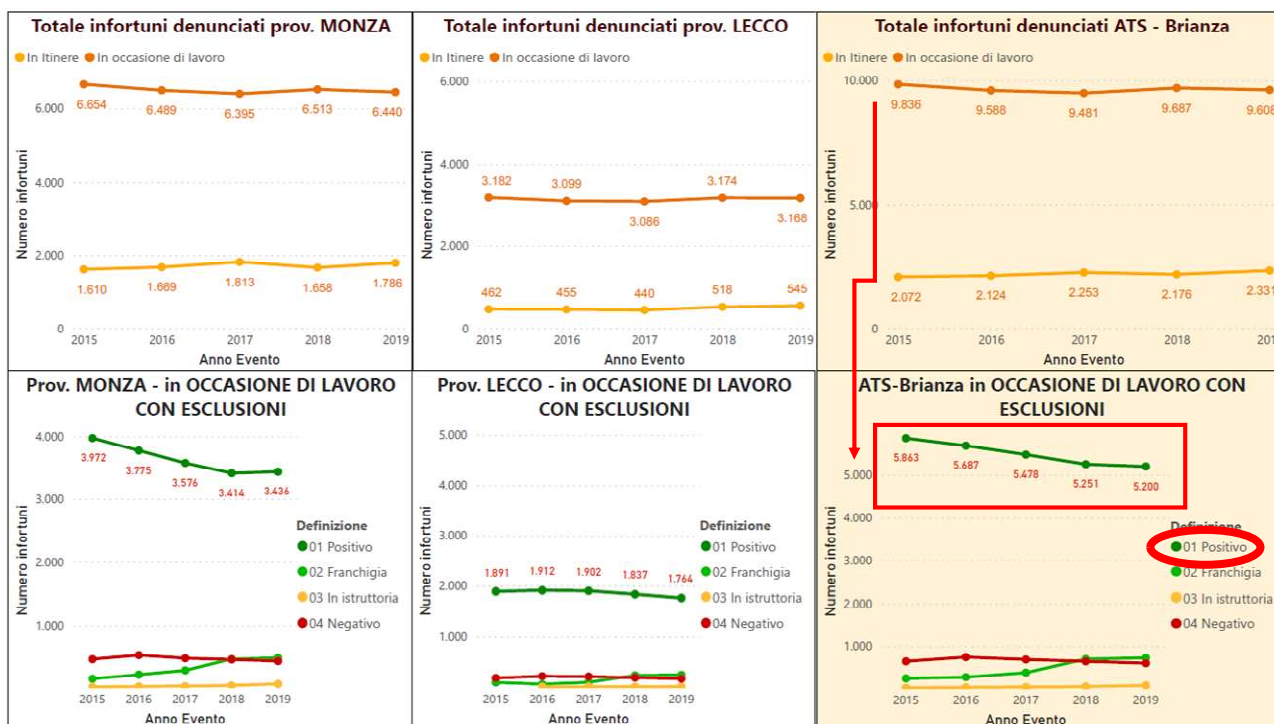 Totale infortuni denunciati prov. MONZA
In Itinere In occasione di lavoro
Numero infortuni
6.000
4.000
2.000
0
6.654
6.489
6.395
6.513
6.440
1.610
1.669
1.813
1.658
1.786
2015 2016 2017 2018 2019
Anno Evento
Totale infortuni denunciati prov. LECCO
In Itinere In occasione di lavoro
Numero infortuni
6.000
4.000
2.000
0
3.182
3.099
3.086
3.174
3.168
462
455
440
518
545
2015 2016 2017 2018 2019
Anno Evento
Totale infortuni denunciati ATS - Brianza
In Itinere In occasione di lavoro
Numero infortuni
10.000
5.000
0
9.836
9.588
9.481
9.687
9.608
2.072
2.124
2.253
2.176
2.331
2015 2016 2017 2018 201
Anno Evento
Prov. MONZA - in OCCASIONE DI LAVORO
CON ESCLUSIONI
Numero infortuni
4.000
3.000
2.000
1.000
3.972
3.775
3.576
3.414
3.436
Definizione
01 Positivo
02 Franchigia
03 In istruttoria
04 Negativo
2015 2016 2017 2018 2019
Anno Evento
Prov. LECCO - in OCCASIONE DI LAVORO
CON ESCLUSIONI
Numero infortuni
5.000
4.000
3.000
2.000
1.000
1.891
1.912
1.902
1.837
1.764
Definizione
01 Positivo
02 Franchigia
03 In istruttoria
04 Negativo
2015 2016 2017 2018 2019
Anno Evento
ATS-Brianza in OCCASIONE DI LAVORO CON
ESCLUSIONI
Numero infortuni
5.000
4.000
3.000
2.000
1.000
5.863
5.687
5.478
5.251
5.200
Definizione
01 Positivo
02 Franchigia
03 In istruttoria
04 Negativo
2015 2016 2017 2018 2019
Anno Evento